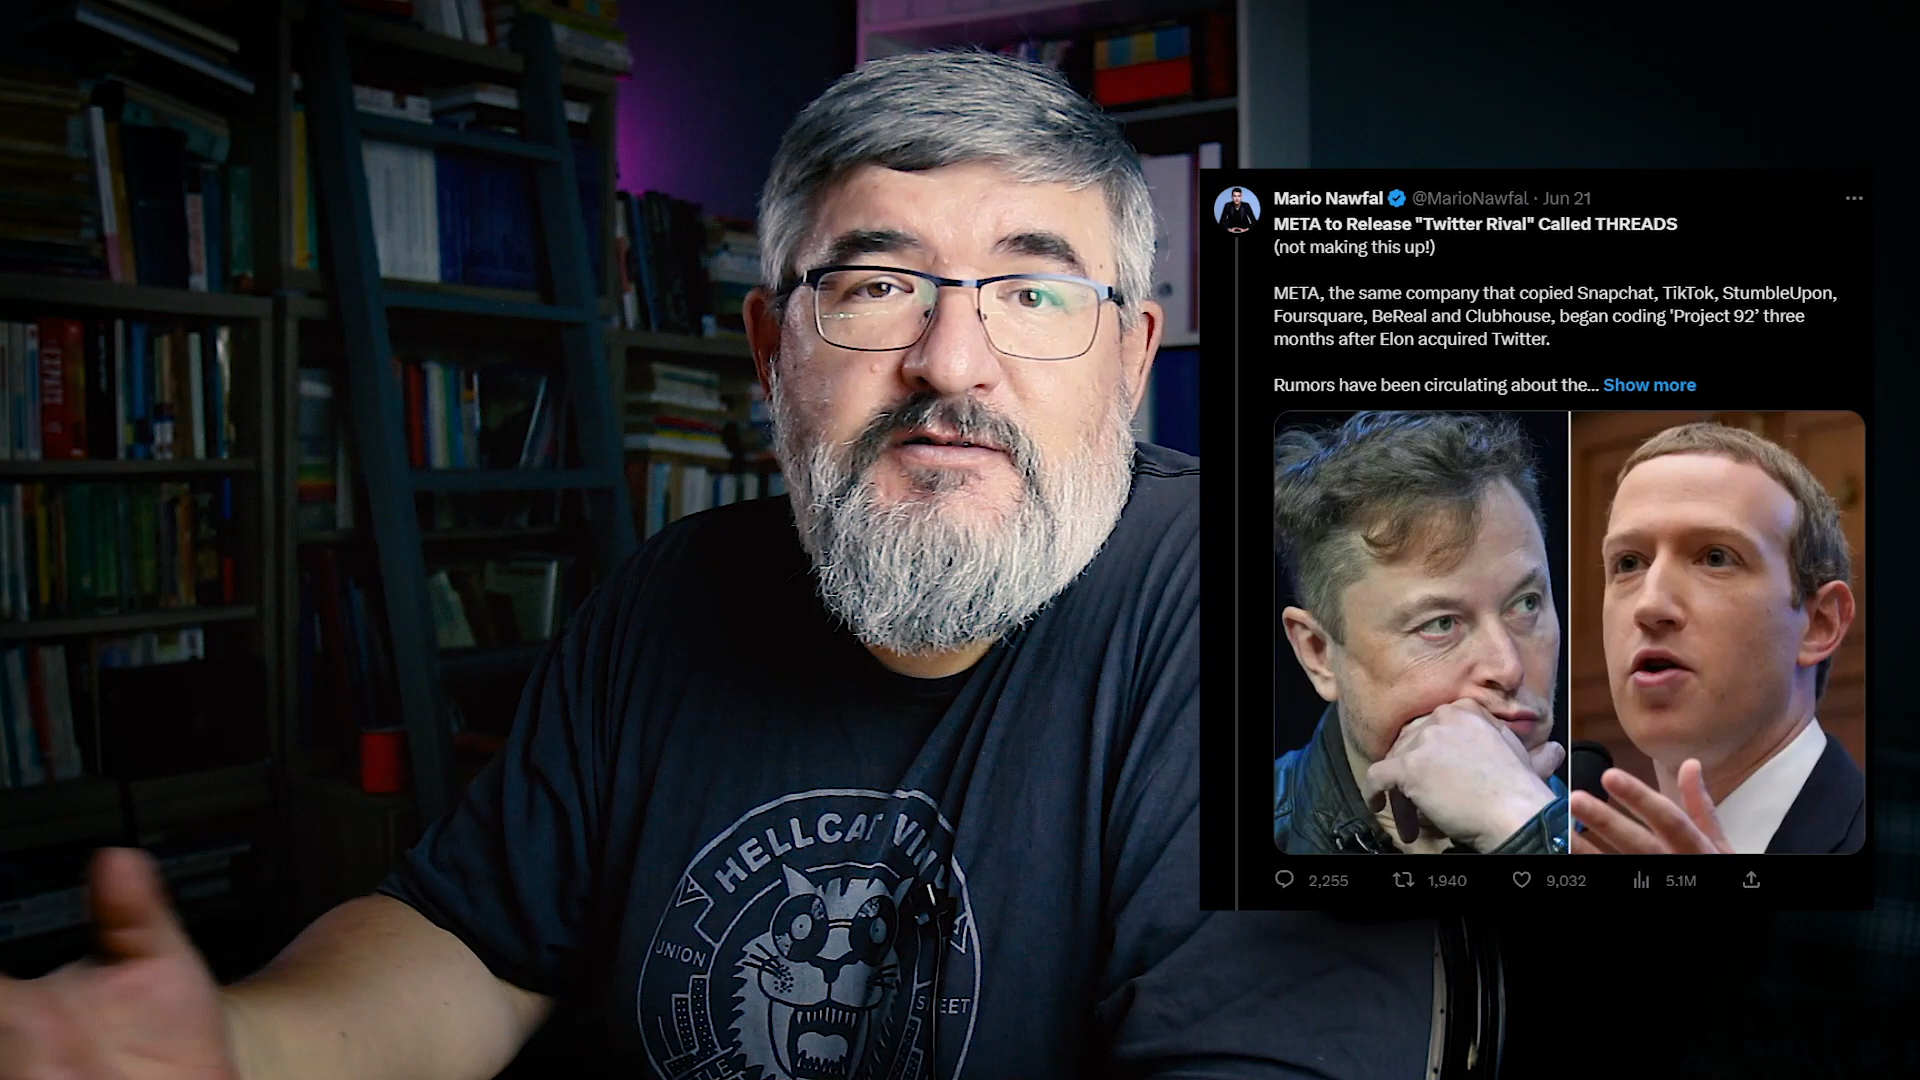 Mario Nawfal @MarioNawfal · Jun 21
META to Release "Twitter Rival" Called THREADS
(not making this up!)
META, the same company that copied Snapchat, TikTok, StumbleUpon,
Foursquare, BeReal and Clubhouse, began coding 'Project 92’ three
months after Elon acquired Twitter.
Rumors have been circulating about the... Show more
2,255 1,940 9,032 5.1M
HELLCAT
UNION
STREET